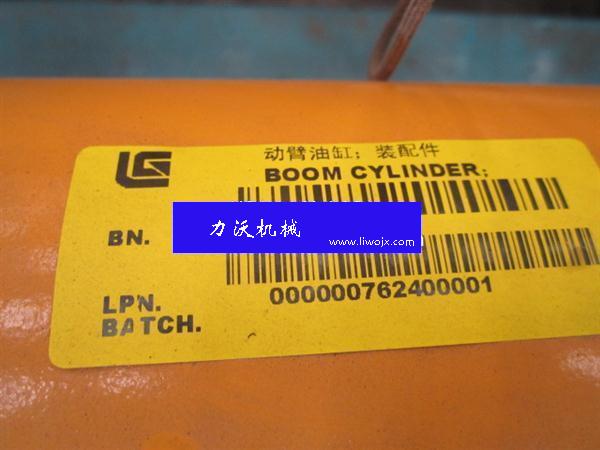 LG
动臂油缸；装配件
BOOM CYLINDER;
BN.
力沃机械
www.liwojx.com
LPN.
000000762400001
BATCH.